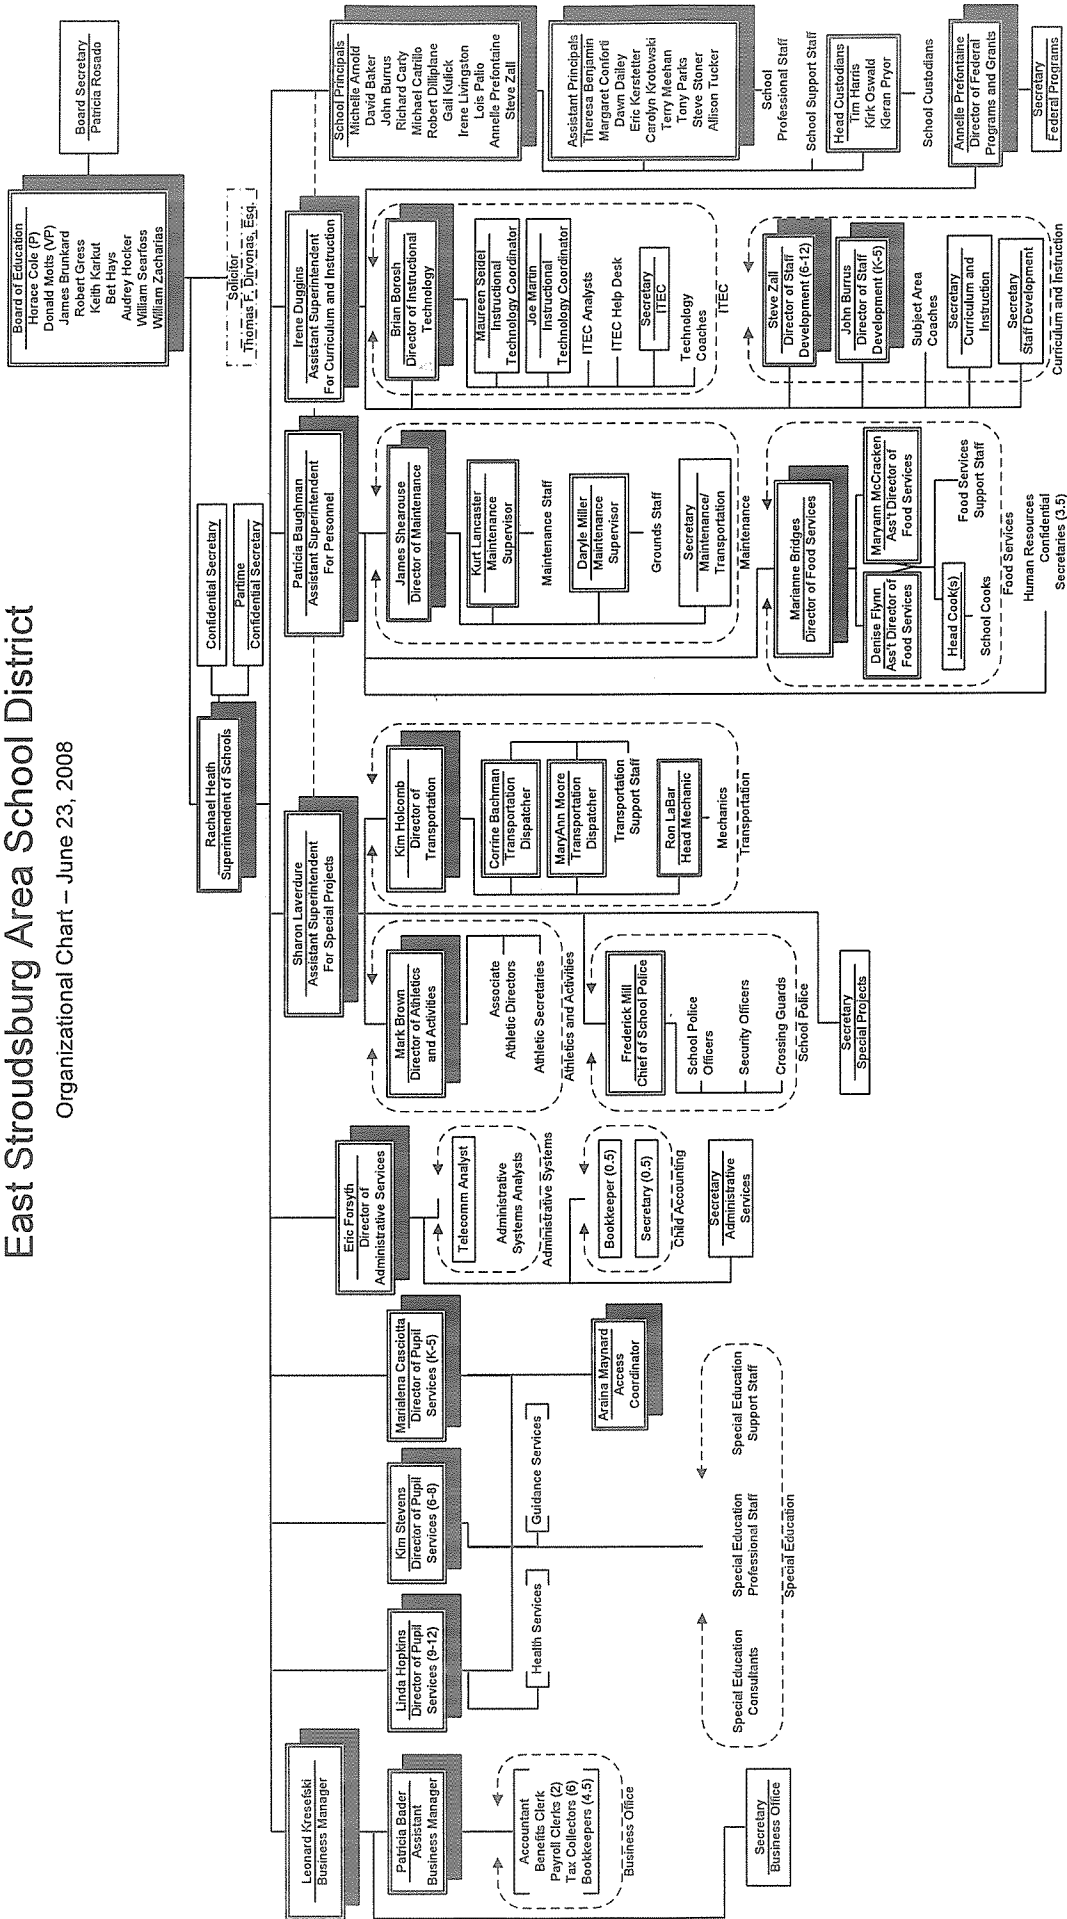 East Stroudsburg Area School District
Organizational Chart – June 23, 2008
Board of Education
Horace Cole (P)
Donald Motts (VP)
James Brunkard
Robert Gress
Keith Karkut
Bet Hays
Audrey Hocker
William Searfoss
William Zacharias
Board Secretary
Patricia Rosado
Solicitor
Thomas F. Dirvonas, Esq.
Rachael Heath
Superintendent of Schools
Confidential Secretary
Partime
Confidential Secretary
Leonard Kresefski
Business Manager
Patricia Bader
Assistant
Business Manager
Accountant
Benefits Clerk
Payroll Clerks (2)
Tax Collectors (6)
Bookkeepers (4.5)
Business Office
Secretary
Business Office
Linda Hopkins
Director of Pupil
Services (9-12)
Kim Stevens
Director of Pupil
Services (6-8)
Marialena Casciotta
Director of Pupil
Services (K-5)
Health Services
Guidance Services
Araina Maynard
Access
Coordinator
Special Education
Consultants
Special Education
Professional Staff
Special Education
Support Staff
Special Education
Eric Forsyth
Director of
Administrative Services
Telecomm Analyst
Administrative
Systems Analysts
Administrative Systems
Bookkeeper (0.5)
Secretary (0.5)
Child Accounting
Secretary
Administrative
Services
Sharon Laverdure
Assistant Superintendent
For Special Projects
Mark Brown
Director of Athletics
and Activities
Associate
Athletic Directors
Athletic Secretaries
Athletics and Activities
Frederick Mill
Chief of School Police
School Police
Officers
Security Officers
Crossing Guards
School Police
Secretary
Special Projects
Kim Holcomb
Director of
Transportation
Corrine Bachman
Transportation
Dispatcher
MaryAnn Moore
Transportation
Dispatcher
Transportation
Support Staff
Ron LaBar
Head Mechanic
Mechanics
Transportation
Patricia Baughman
Assistant Superintendent
For Personnel
James Shearouse
Director of Maintenance
Kurt Lancaster
Maintenance
Supervisor
Maintenance Staff
Daryle Miller
Maintenance
Supervisor
Grounds Staff
Secretary
Maintenance/
Transportation
Maintenance
Marianne Bridges
Director of Food Services
Denise Flynn
Ass't Director of
Food Services
Maryann McCracken
Ass't Director of
Food Services
Head Cook(s)
School Cooks
Food Services
Support Staff
Food Services
Human Resources
Confidential
Secretaries (3.5)
Irene Duggins
Assistant Superintendent
For Curriculum and Instruction
Brian Borosh
Director of Instructional
Technology
Maureen Seidel
Instructional
Technology Coordinator
Joe Martin
Instructional
Technology Coordinator
ITEC Analysts
ITEC Help Desk
Secretary
ITEC
Technology
Coaches
ITEC
Steve Zall
Director of Staff
Development (6-12)
John Burrus
Director of Staff
Development (K-5)
Subject Area
Coaches
Secretary
Curriculum and
Instruction
Secretary
Staff Development
Curriculum and Instruction
School Principals
Michelle Arnold
David Baker
John Burrus
Richard Carty
Michael Catrillo
Robert Dilliplane
Gail Kulick
Irene Livingston
Lois Palio
Annelle Prefontaine
Steve Zall
Assistant Principals
Theresa Benjamin
Margaret Conforti
Dawn Dailey
Eric Kerstetter
Carolyn Krotowski
Terry Meehan
Tony Parks
Steve Stoner
Allison Tucker
School
Professional Staff
School Support Staff
Head Custodians
Tim Harris
Kirk Oswald
Kieran Pryor
School Custodians
Annelle Prefontaine
Director of Federal
Programs and Grants
Secretary
Federal Programs